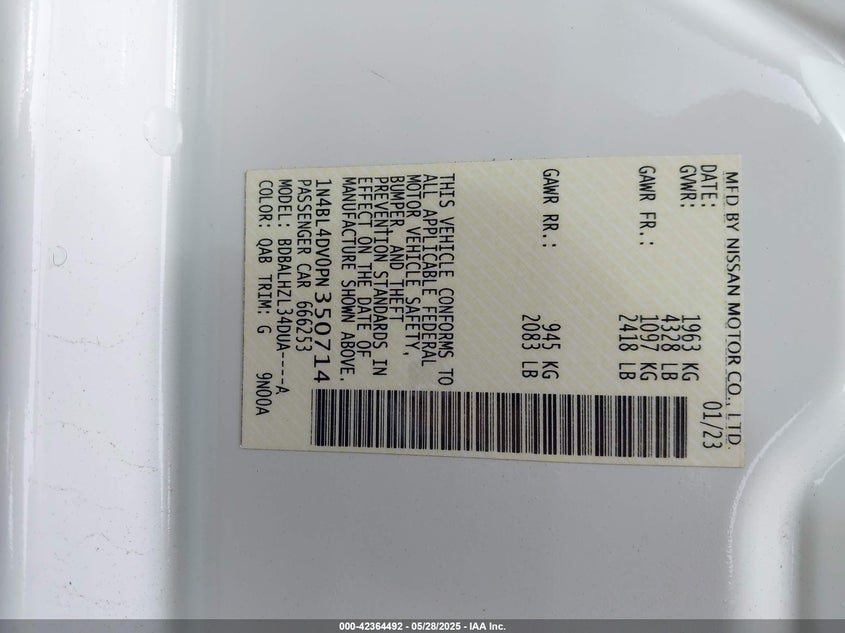 MFD BY NISSAN MOTOR CO., LTD.
DATE: 01/23
GVWR: 1963 KG
4328 LB
GAWR FR.: 1097 KG
2418 LB
GAWR RR.: 945 KG
2083 LB
THIS VEHICLE CONFORMS TO
ALL APPLICABLE FEDERAL
MOTOR VEHICLE SAFETY,
BUMPER, AND THEFT
PREVENTION STANDARDS IN
EFFECT ON THE DATE OF
MANUFACTURE SHOWN ABOVE.
1N4BL4DV0PN350714
PASSENGER CAR 666253
MODEL: BDBALHZL34DUA----A
COLOR: QAB TRIM: G 9N00A
000-42364492 - 05/28/2025 - IAA Inc.